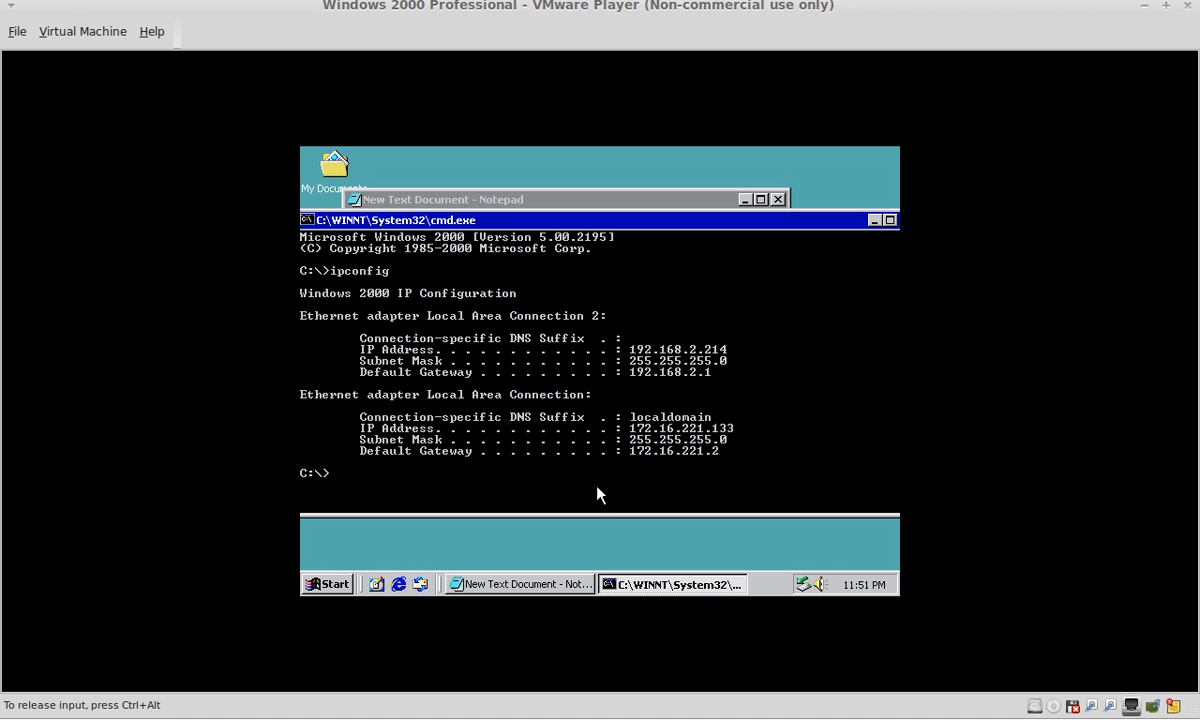 Windows 2000 Professional - VMware Player (Non-commercial use only)
File Virtual Machine Help
My Documents
New Text Document - Notepad
C:\WINNT\System32\cmd.exe
Microsoft Windows 2000 [Version 5.00.2195]
(C) Copyright 1985-2000 Microsoft Corp.
C:\>ipconfig
Windows 2000 IP Configuration
Ethernet adapter Local Area Connection 2:
Connection-specific DNS Suffix  . :
IP Address. . . . . . . . . . . . : 192.168.2.214
Subnet Mask . . . . . . . . . . . : 255.255.255.0
Default Gateway . . . . . . . . . : 192.168.2.1
Ethernet adapter Local Area Connection:
Connection-specific DNS Suffix  . : localdomain
IP Address. . . . . . . . . . . . : 172.16.221.133
Subnet Mask . . . . . . . . . . . : 255.255.255.0
Default Gateway . . . . . . . . . : 172.16.221.2
C:\>
Start New Text Document - Not... C:\WINNT\System32\... 11:51 PM
To release input, press Ctrl+Alt